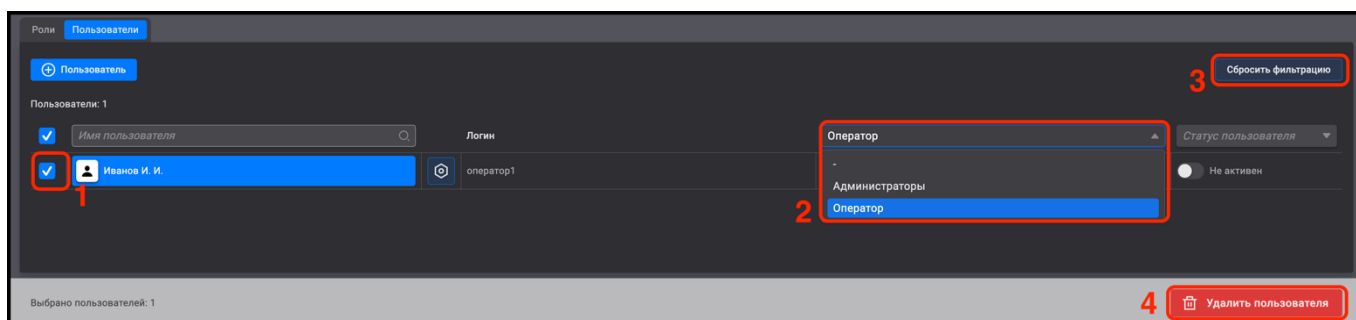 Роли Пользователи
Пользователь
3 Сбросить фильтрацию
Пользователи: 1
Имя пользователя Логин Оператор Статус пользователя
Иванов И. И. оператор1 - Не активен
1
Администраторы
2 Оператор
Выбрано пользователей: 1 4 Удалить пользователя